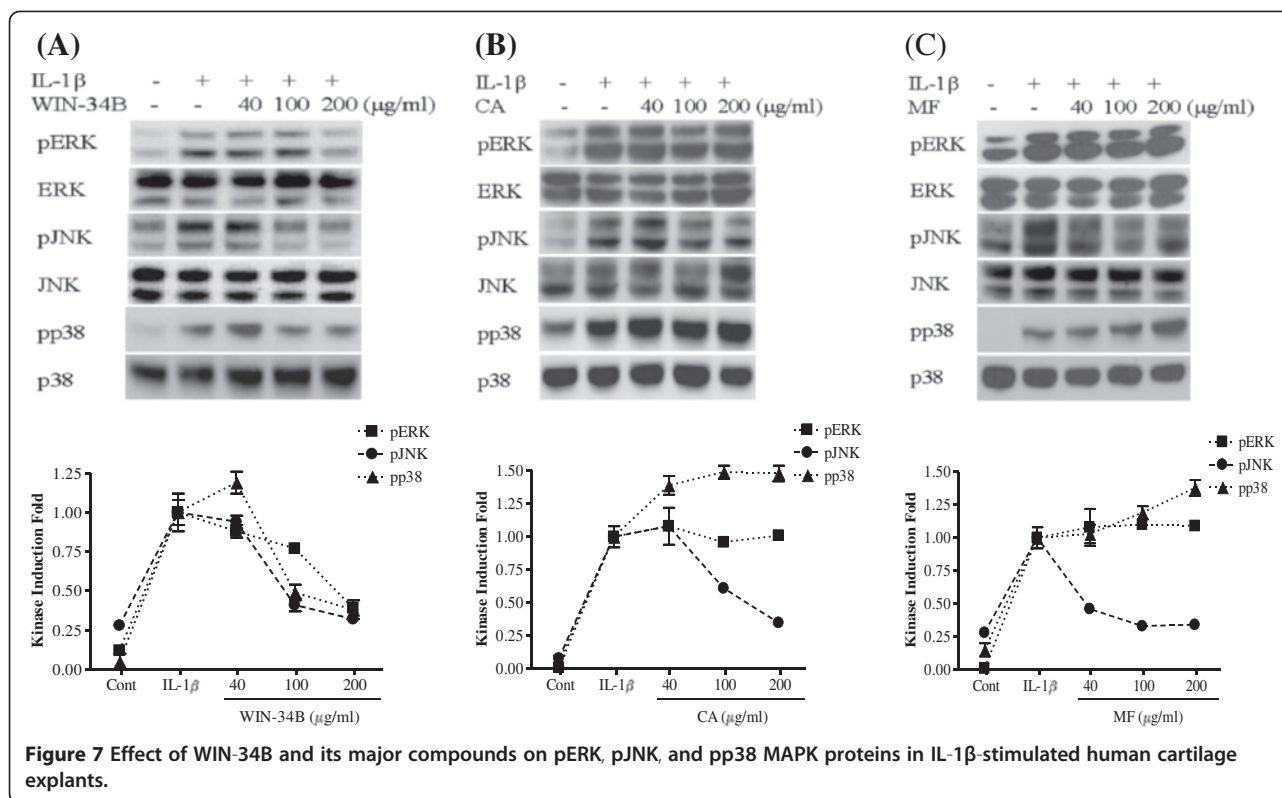 (A)
IL-1β - + + + +
WIN-34B - - 40 100 200 (μg/ml)
pERK
ERK
pJNK
JNK
pp38
p38
pERK
pJNK
pp38
1.25
1.00
0.75
0.50
0.25
0.00
Kinase Induction Fold
Cont IL-1β 40 100 200
WIN-34B (μg/ml)
(B)
IL-1β - + + + +
CA - - 40 100 200 (μg/ml)
pERK
ERK
pJNK
JNK
pp38
p38
pERK
pJNK
pp38
1.50
1.25
1.00
0.75
0.50
0.25
0.00
Kinase Induction Fold
Cont IL-1β 40 100 200
CA (μg/ml)
(C)
IL-1β - + + + +
MF - - 40 100 200 (μg/ml)
pERK
ERK
pJNK
JNK
pp38
p38
pERK
pJNK
pp38
1.50
1.25
1.00
0.75
0.50
0.25
0.00
Kinase Induction Fold
Cont IL-1β 40 100 200
MF (μg/ml)
Figure 7 Effect of WIN-34B and its major compounds on pERK, pJNK, and pp38 MAPK proteins in IL-1β-stimulated human cartilage
explants.